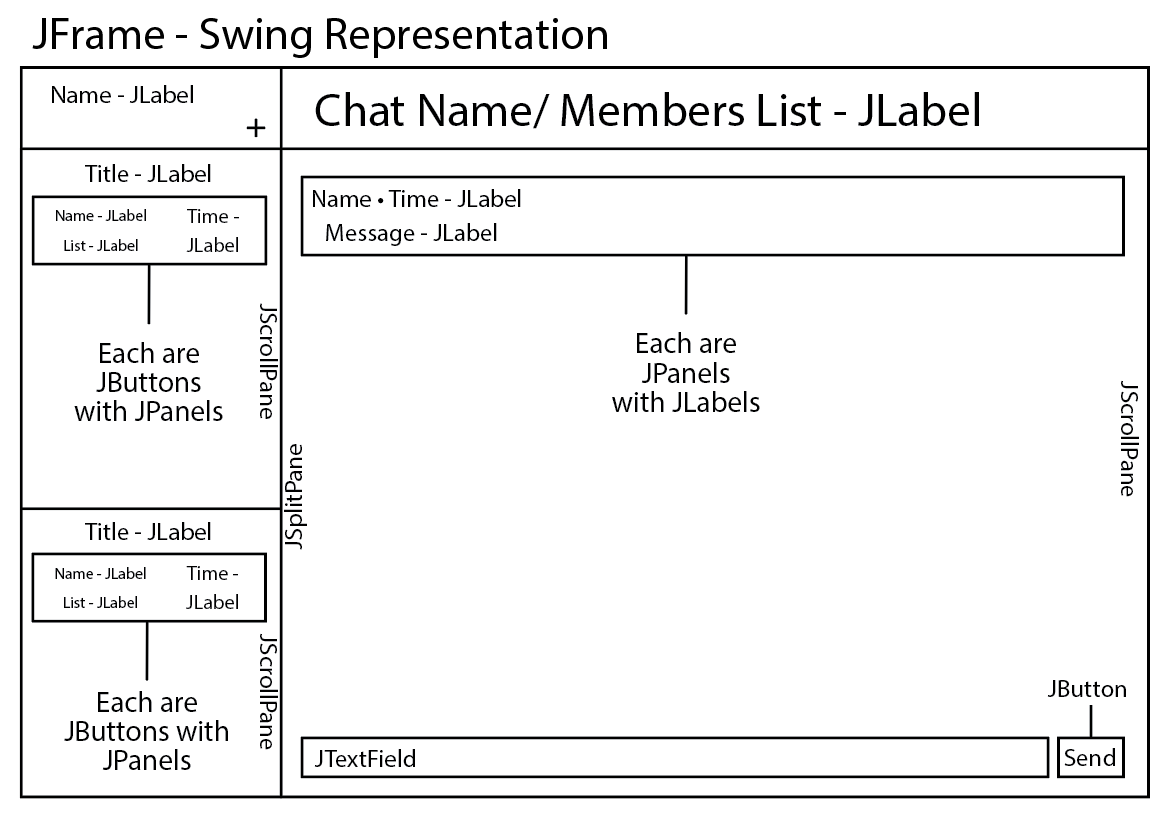 JFrame - Swing Representation
Name - JLabel
+
Chat Name/ Members List - JLabel
Title - JLabel
Name - JLabel
List - JLabel
Time -
JLabel
Each are
JButtons
with JPanels
JScrollPane
Title - JLabel
Name - JLabel
List - JLabel
Time -
JLabel
Each are
JButtons with
JPanels
JScrollPane
JSplitPane
Name • Time - JLabel
Message - JLabel
Each are
JPanels
with JLabels
JScrollPane
JButton
JTextField
Send